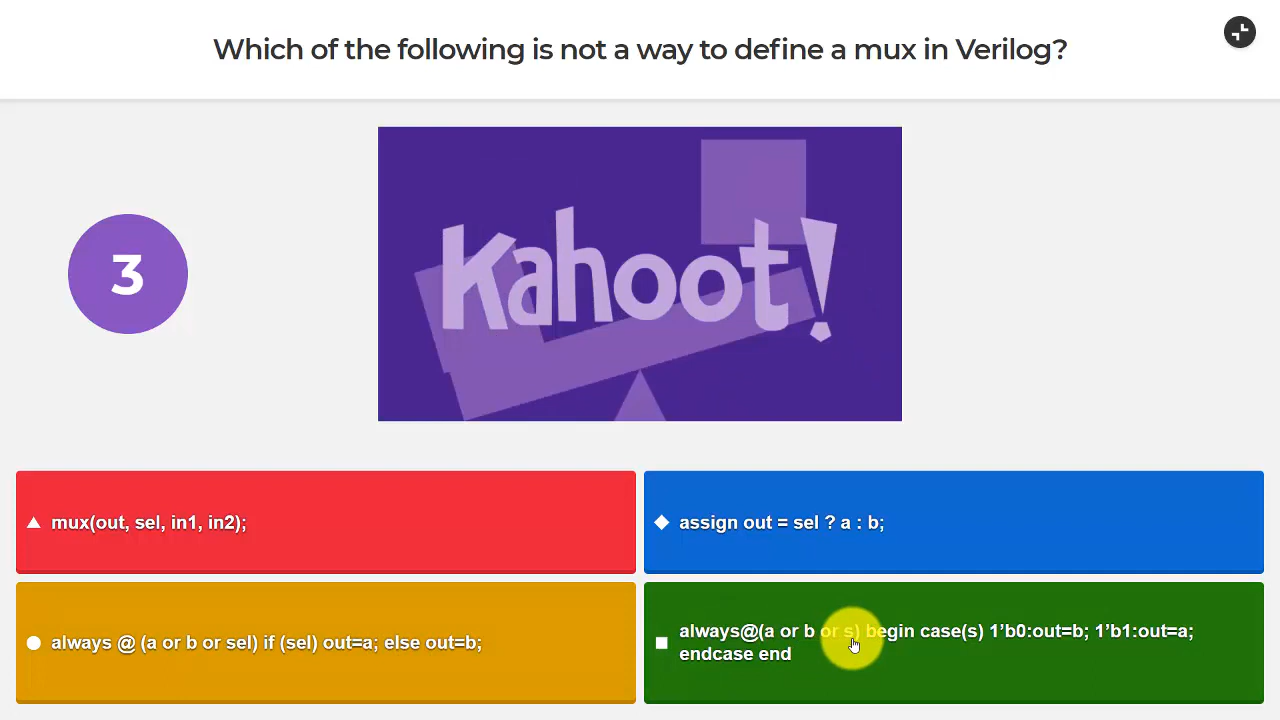 Which of the following is not a way to define a mux in Verilog?
3
Kahoot!
mux(out, sel, in1, in2);
assign out = sel ? a : b;
always @ (a or b or sel) if (sel) out=a; else out=b;
always@(a or b or s) begin case(s) 1’b0:out=b; 1’b1:out=a;
endcase end